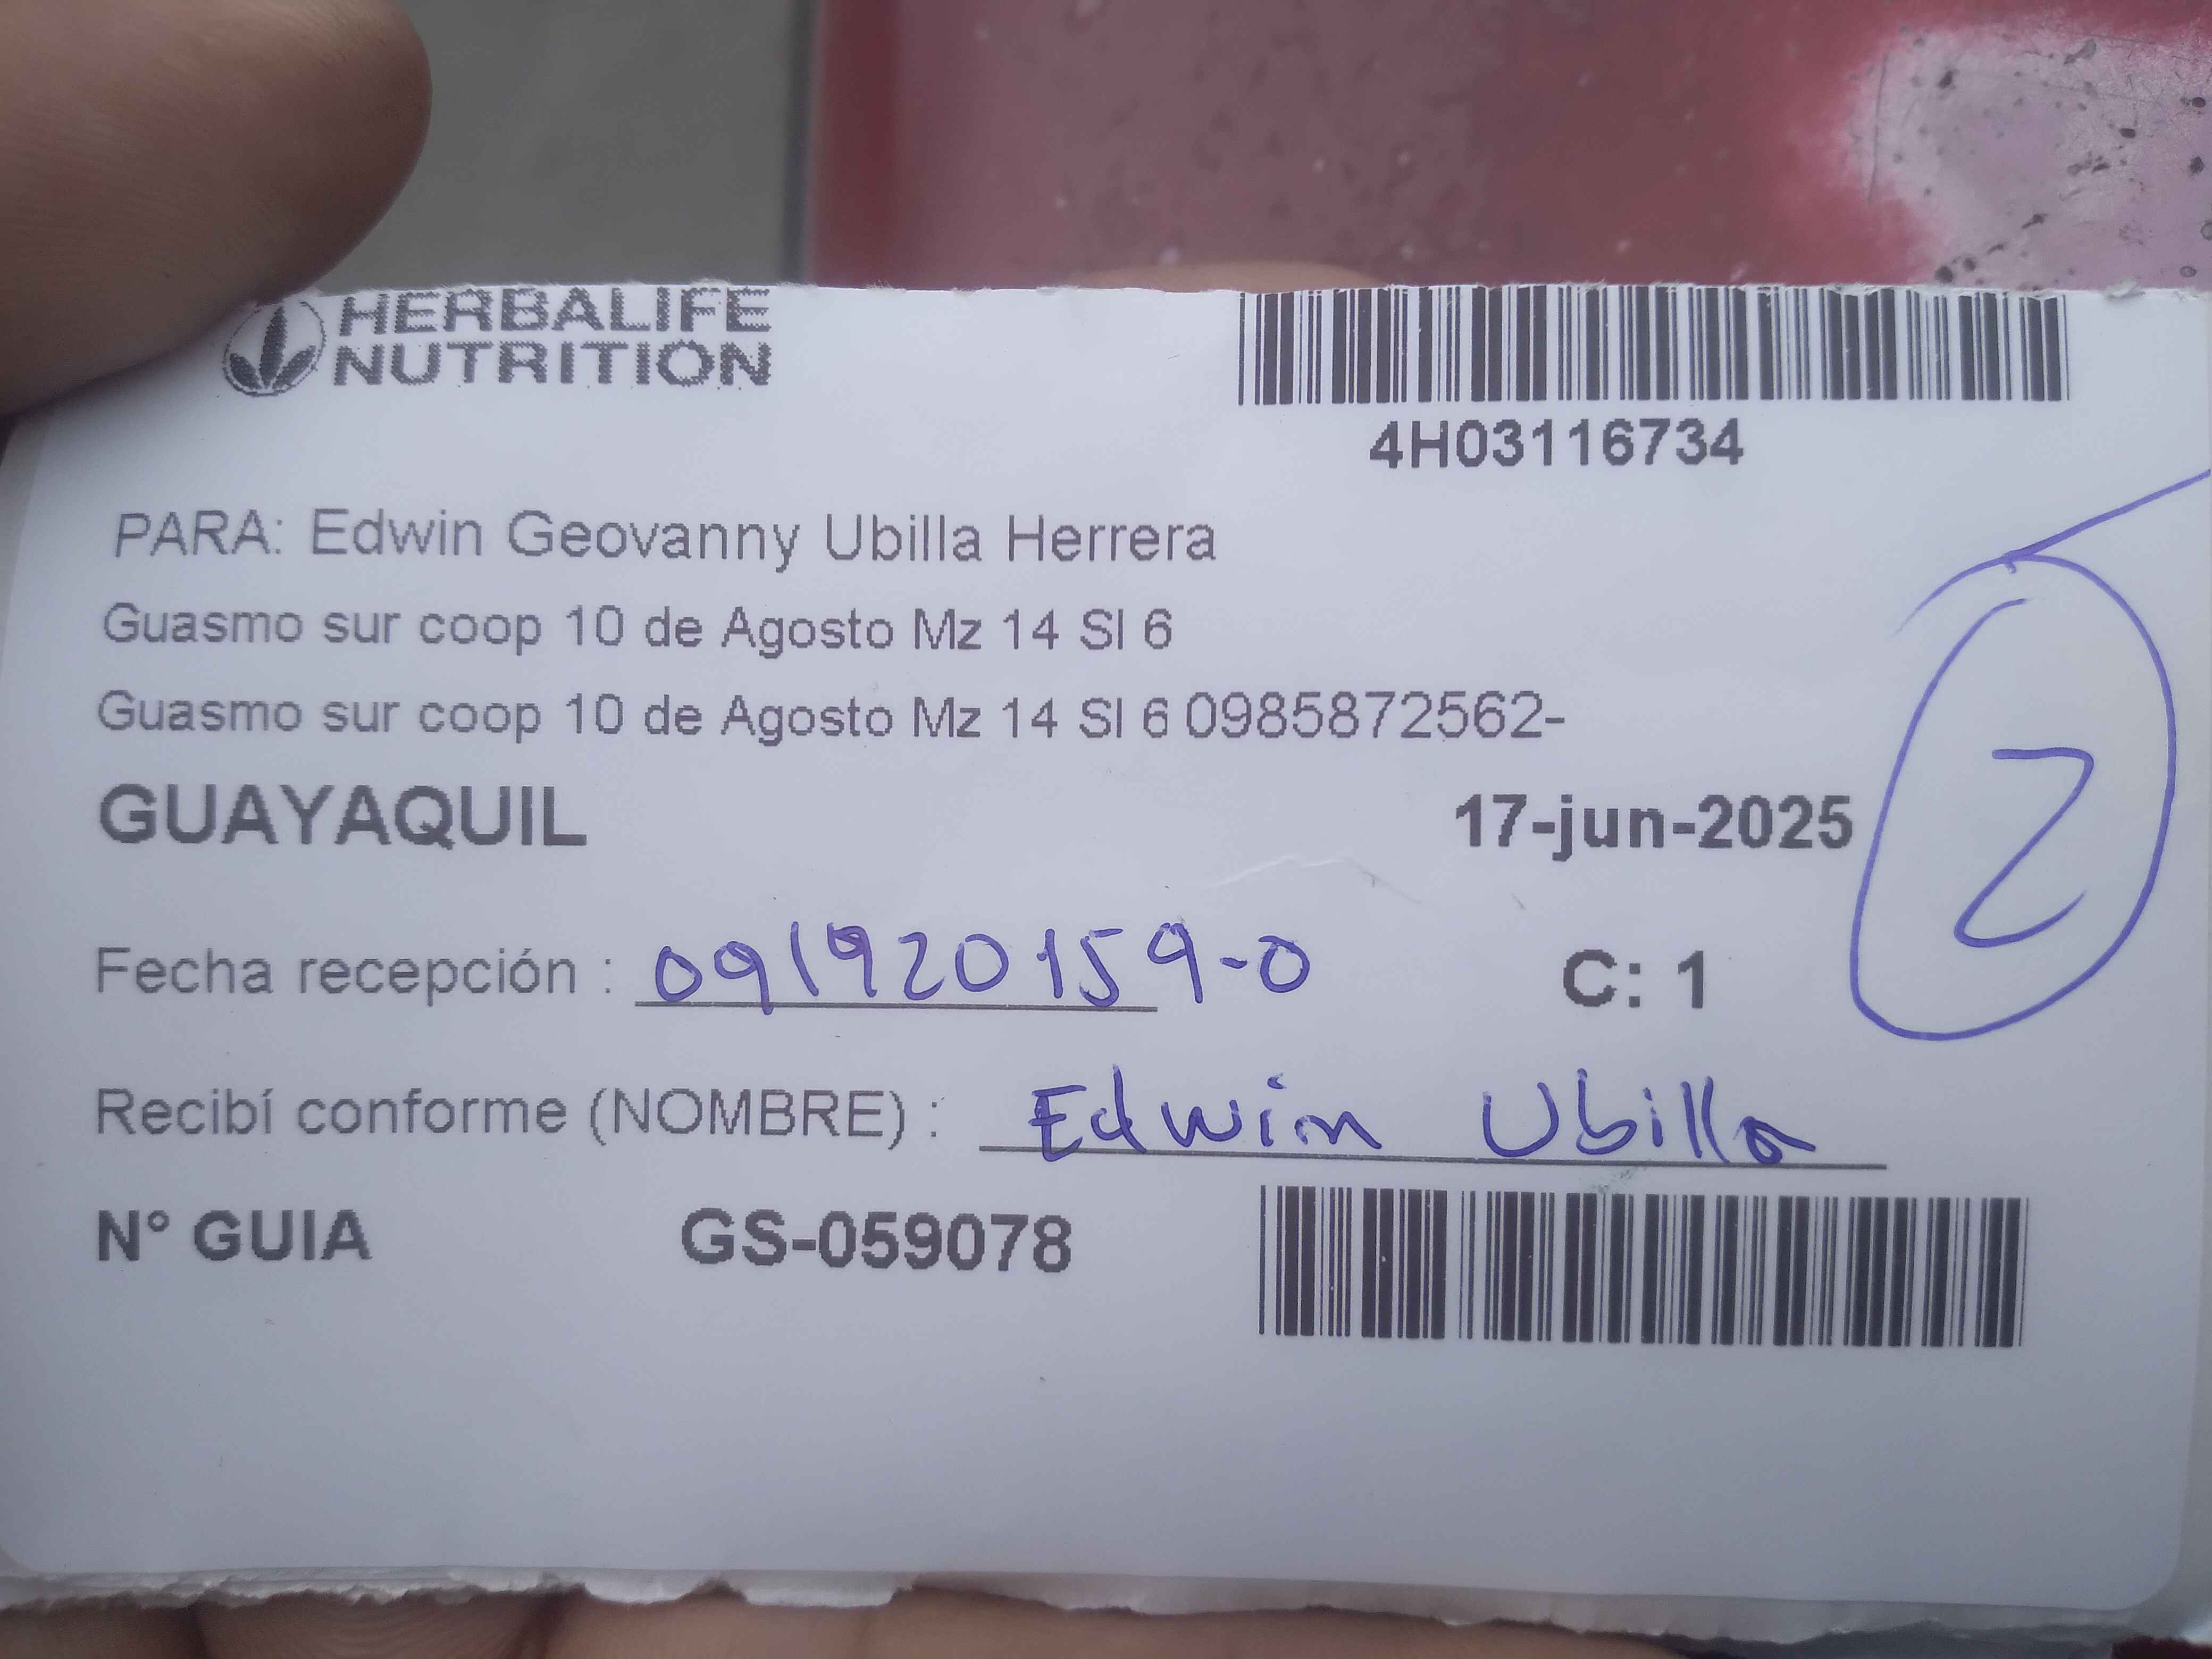 HERBALIFE
NUTRITION
4H03116734
PARA: Edwin Geovanny Ubilla Herrera
Guasmo sur coop 10 de Agosto Mz 14 Sl 6
Guasmo sur coop 10 de Agosto Mz 14 Sl 6 0985872562-
GUAYAQUIL 17-jun-2025
2
Fecha recepción : 091920159-0 C: 1
Recibí conforme (NOMBRE) : Edwin Ubilla
N° GUIA GS-059078